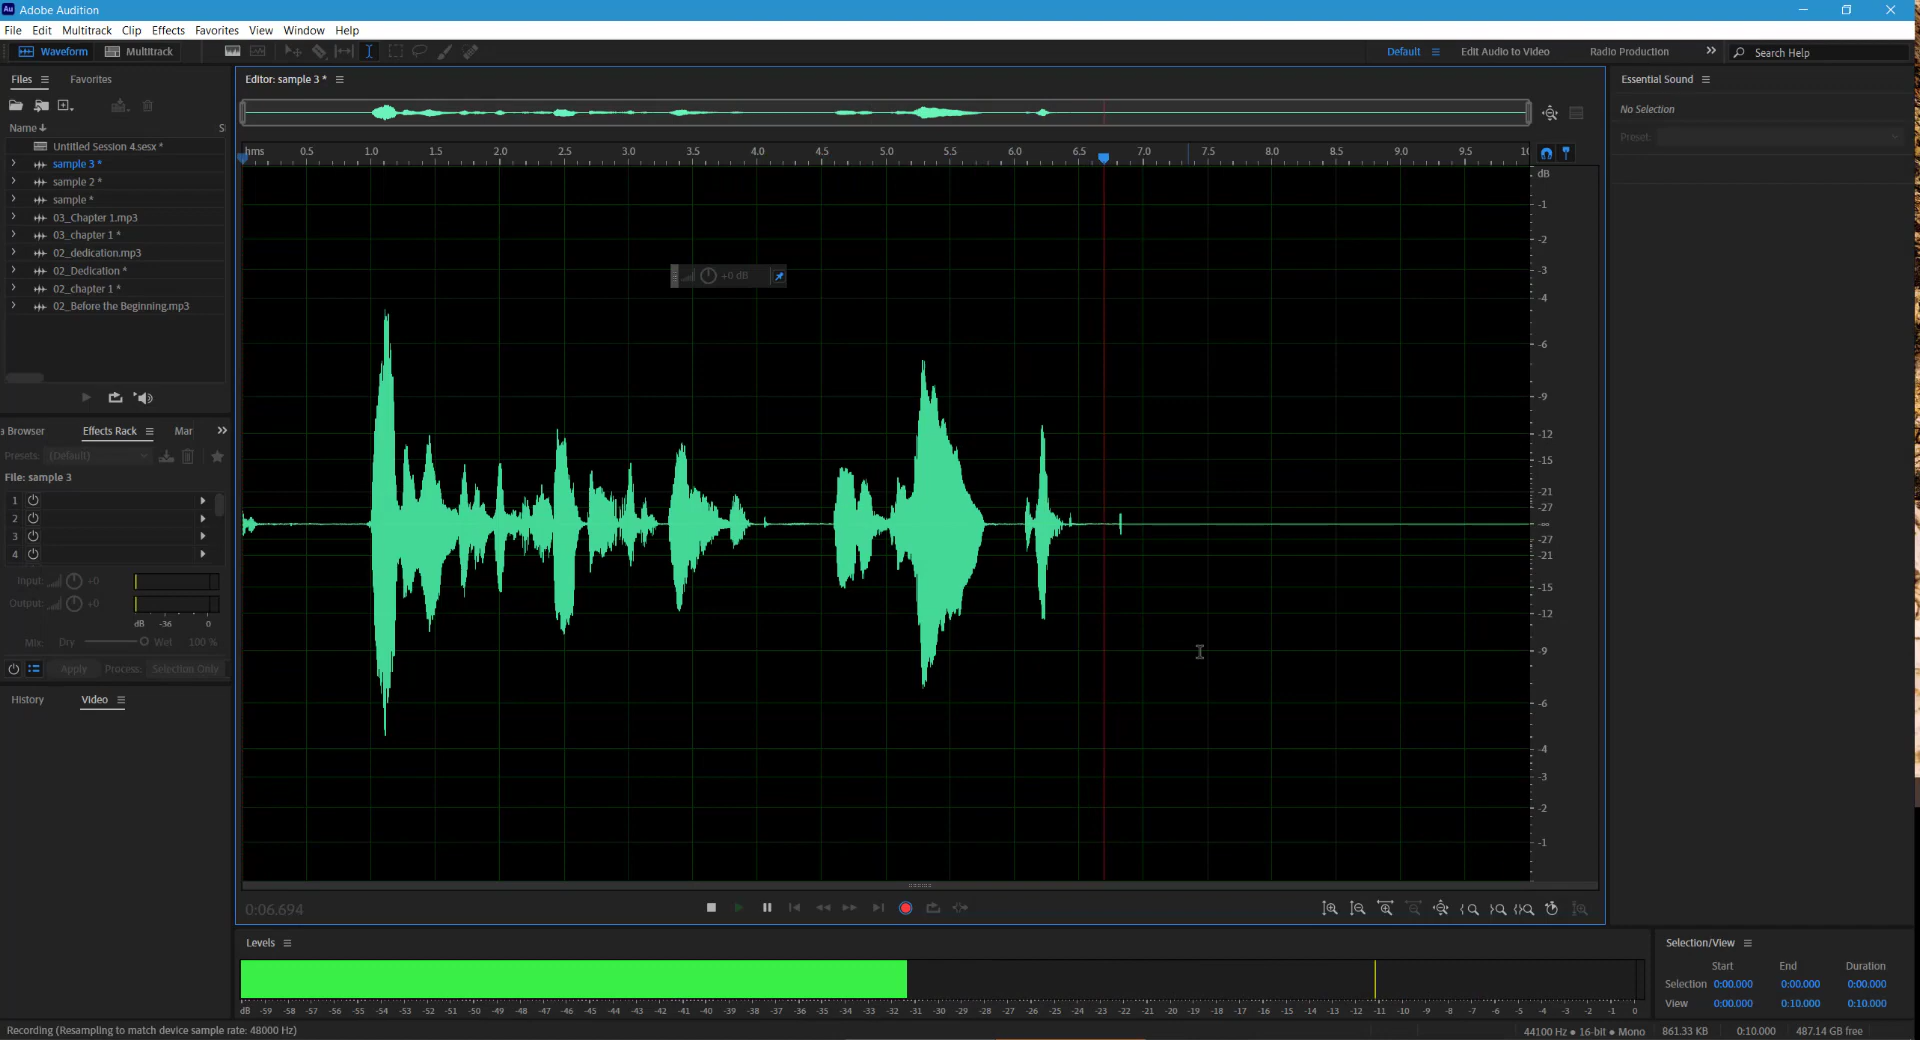 Adobe Audition
File Edit Multitrack Clip Effects Favorites View Window Help
Waveform Multitrack Default Edit Audio to Video Radio Production Search Help
Files Favorites
Name S
Untitled Session 4.sesx *
sample 3 *
sample 2 *
sample *
03_Chapter 1.mp3
03_chapter 1 *
02_dedication.mp3
02_Dedication *
02_chapter 1 *
02_Before the Beginning.mp3
a Browser Effects Rack Mar
Presets: (Default)
File: sample 3
1
2
3
4
Input: +0
Output: +0
dB -36 0
Mix: Dry Wet 100 %
Apply Process: Selection Only
History Video
Editor: sample 3 *
hms 0.5 1.0 1.5 2.0 2.5 3.0 3.5 4.0 4.5 5.0 5.5 6.0 6.5 7.0 7.5 8.0 8.5 9.0 9.5 10
+0 dB
dB
-1
-2
-3
-4
-6
-9
-12
-15
-21
-27
-∞
-27
-21
-15
-12
-9
-6
-4
-3
-2
-1
0:06.694
Levels
dB -59 -58 -57 -56 -55 -54 -53 -52 -51 -50 -49 -48 -47 -46 -45 -44 -43 -42 -41 -40 -39 -38 -37 -36 -35 -34 -33 -32 -31 -30 -29 -28 -27 -26 -25 -24 -23 -22 -21 -20 -19 -18 -17 -16 -15 -14 -13 -12 -11 -10 -9 -8 -7 -6 -5 -4 -3 -2 -1 0
Essential Sound
No Selection
Preset:
Selection/View
Start End Duration
Selection 0:00.000 0:00.000 0:00.000
View 0:00.000 0:10.000 0:10.000
Recording (Resampling to match device sample rate: 48000 Hz)
44100 Hz ● 16-bit ● Mono 861.33 KB 0:10.000 487.14 GB free